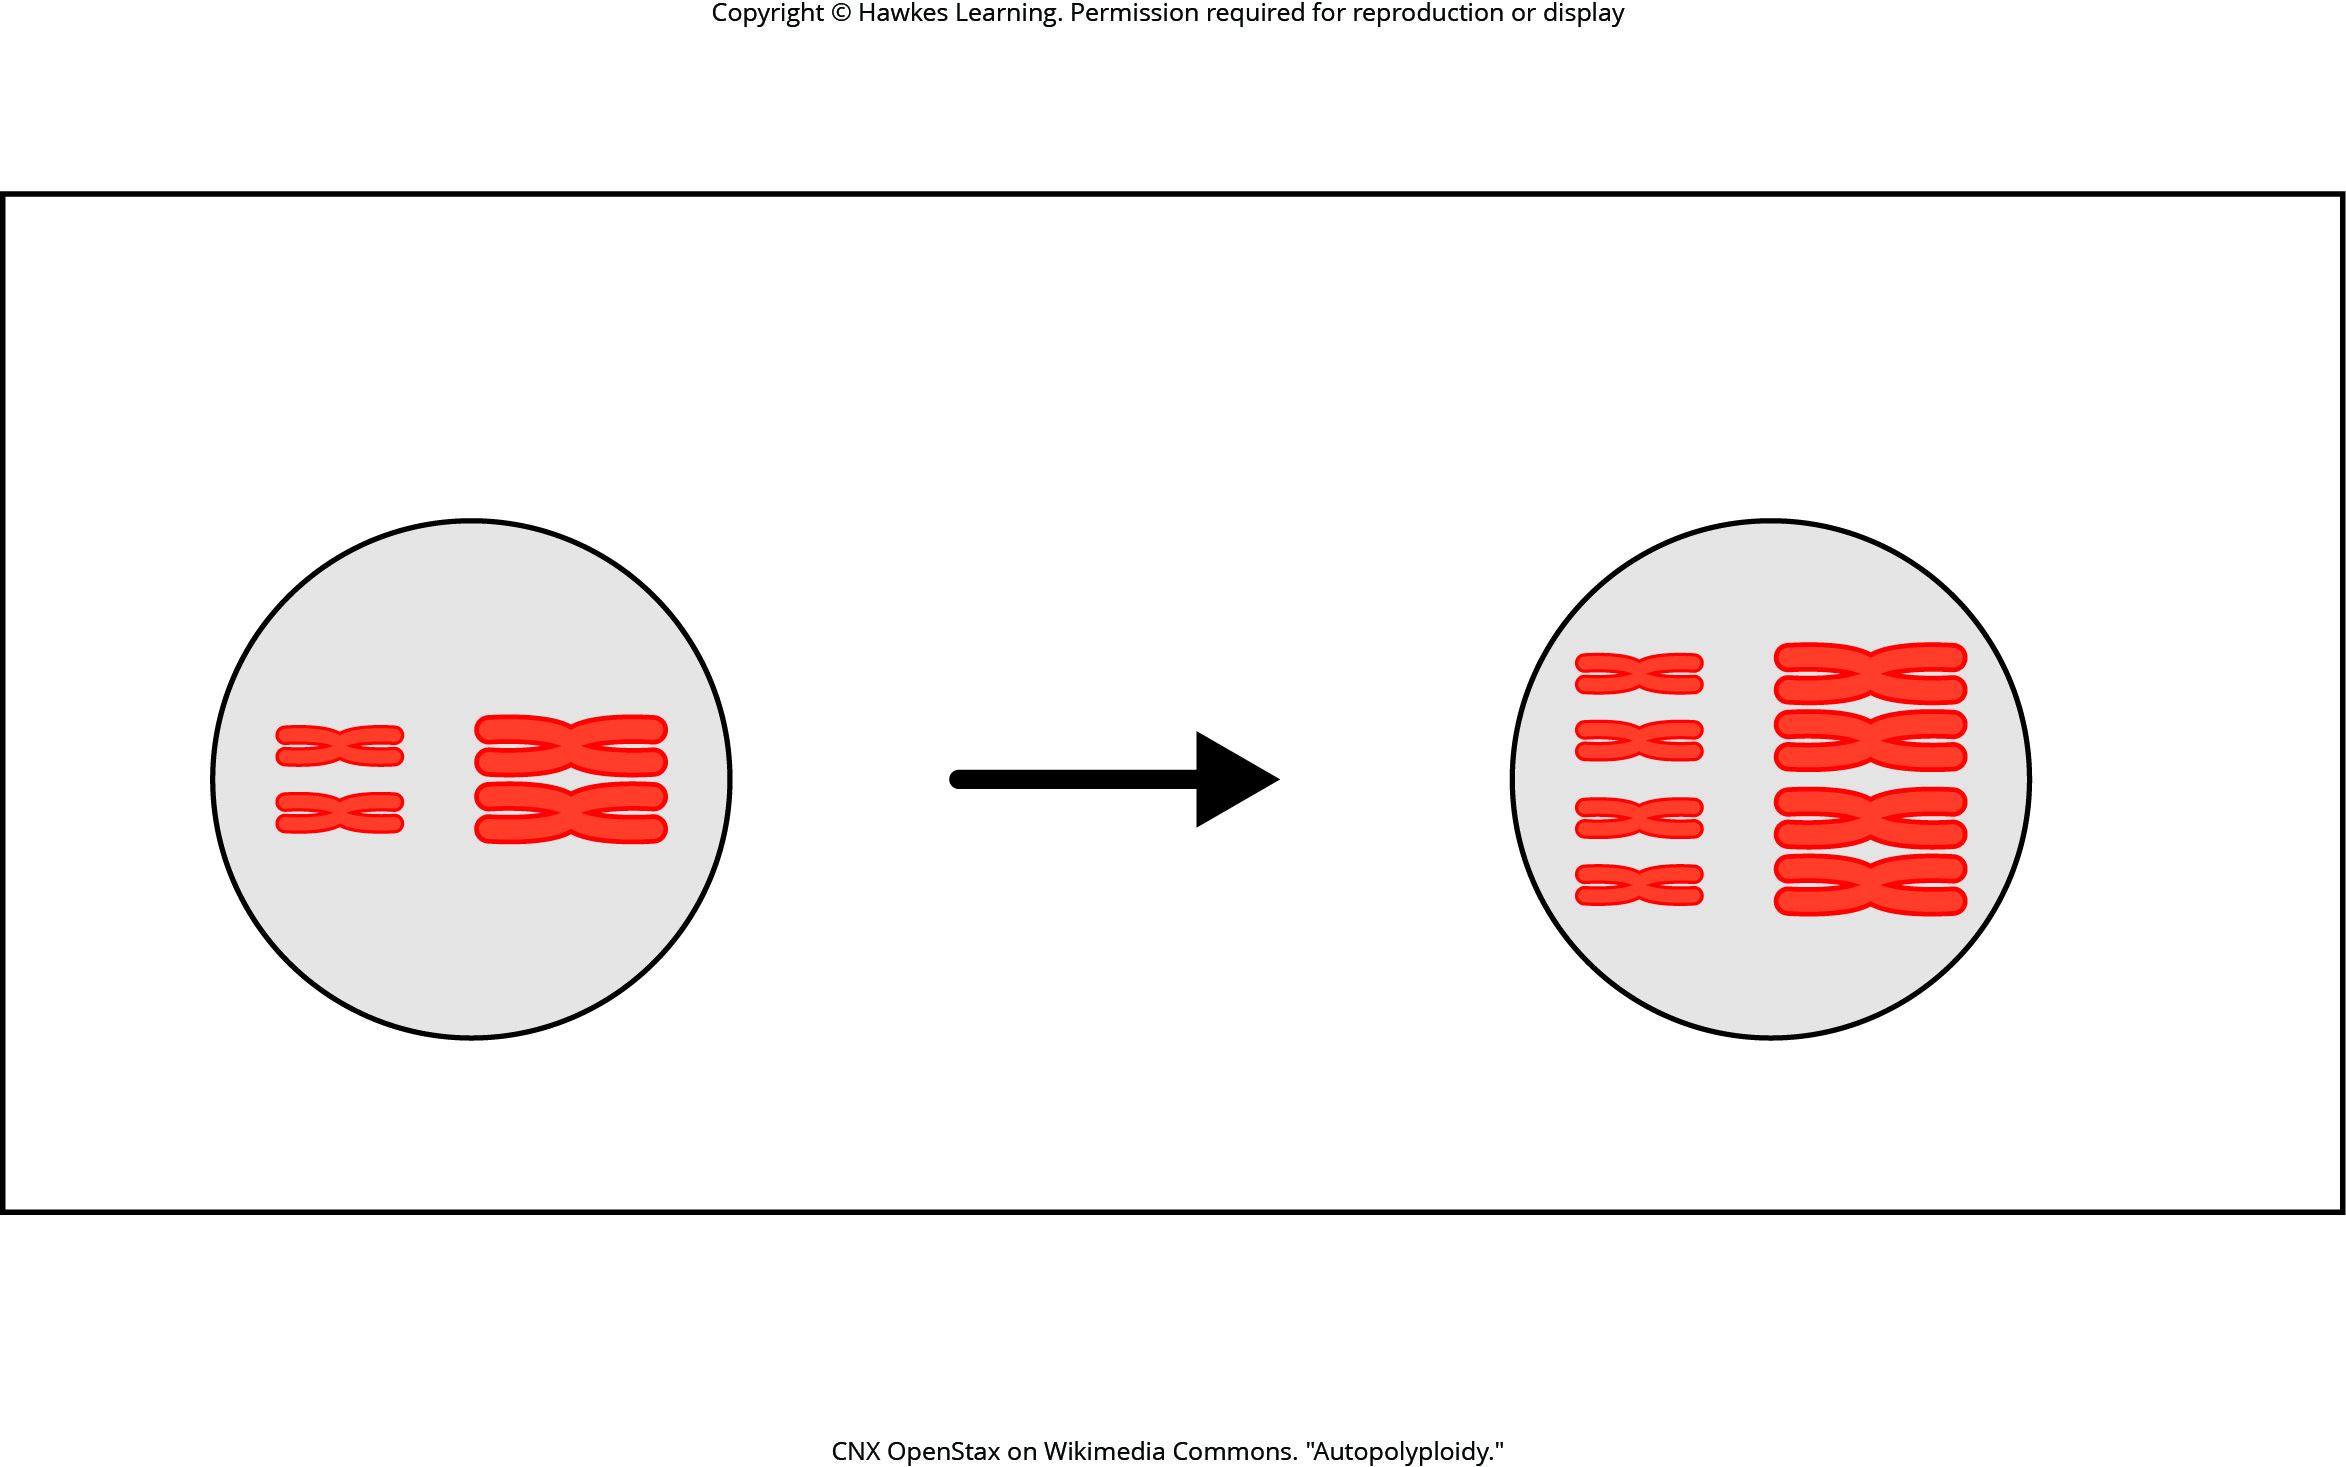 Copyright © Hawkes Learning. Permission required for reproduction or display
CNX OpenStax on Wikimedia Commons. "Autopolyploidy."